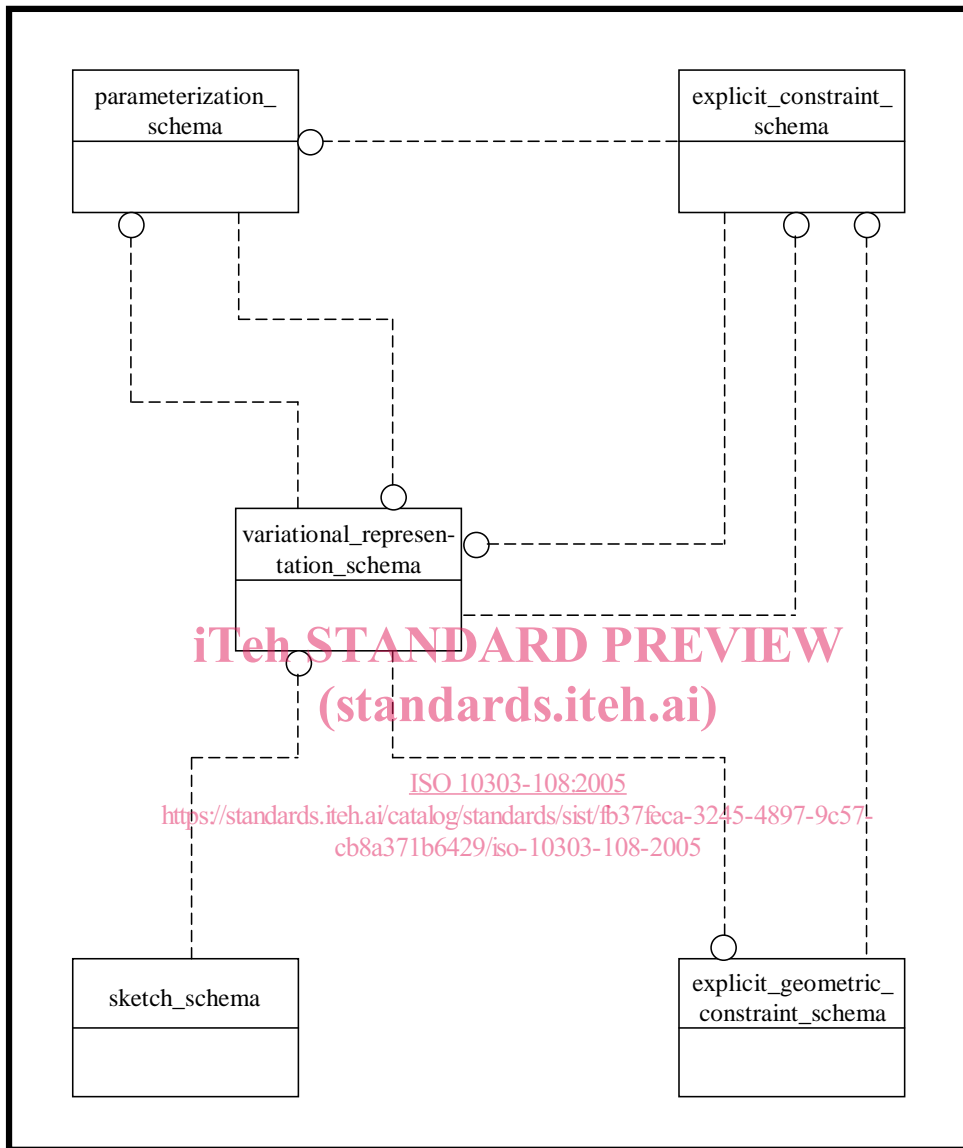 parameterization_
schema
explicit_constraint_
schema
variational_represen-
tation_schema
iTeh STANDARD PREVIEW
(standards.iteh.ai)
ISO 10303-108:2005
https://standards.iteh.ai/catalog/standards/sist/fb37feca-3245-4897-9c57-
cb8a371b6429/iso-10303-108-2005
sketch_schema
explicit_geometric_
constraint_schema